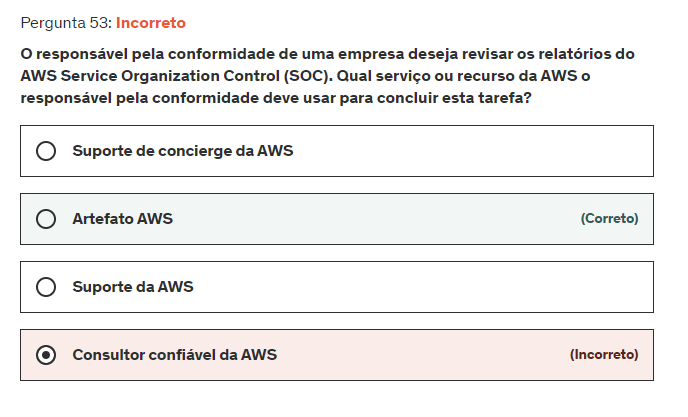 Pergunta 53: Incorreto
O responsável pela conformidade de uma empresa deseja revisar os relatórios do
AWS Service Organization Control (SOC). Qual serviço ou recurso da AWS o
responsável pela conformidade deve usar para concluir esta tarefa?
Suporte de concierge da AWS
Artefato AWS (Correto)
Suporte da AWS
Consultor confiável da AWS (Incorreto)